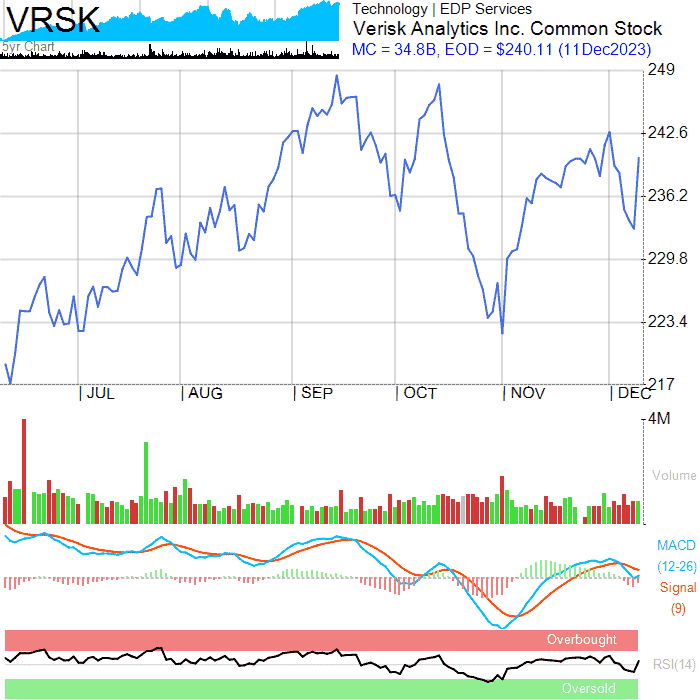 VRSK
5yr Chart
Technology | EDP Services
Verisk Analytics Inc. Common Stock
MC = 34.8B, EOD = $240.11 (11Dec2023)
249
242.6
236.2
229.8
223.4
217
| JUL | AUG | SEP | OCT | NOV | DEC
4M
Volume
MACD
(12-26)
Signal
(9)
Overbought
RSI(14)
Oversold